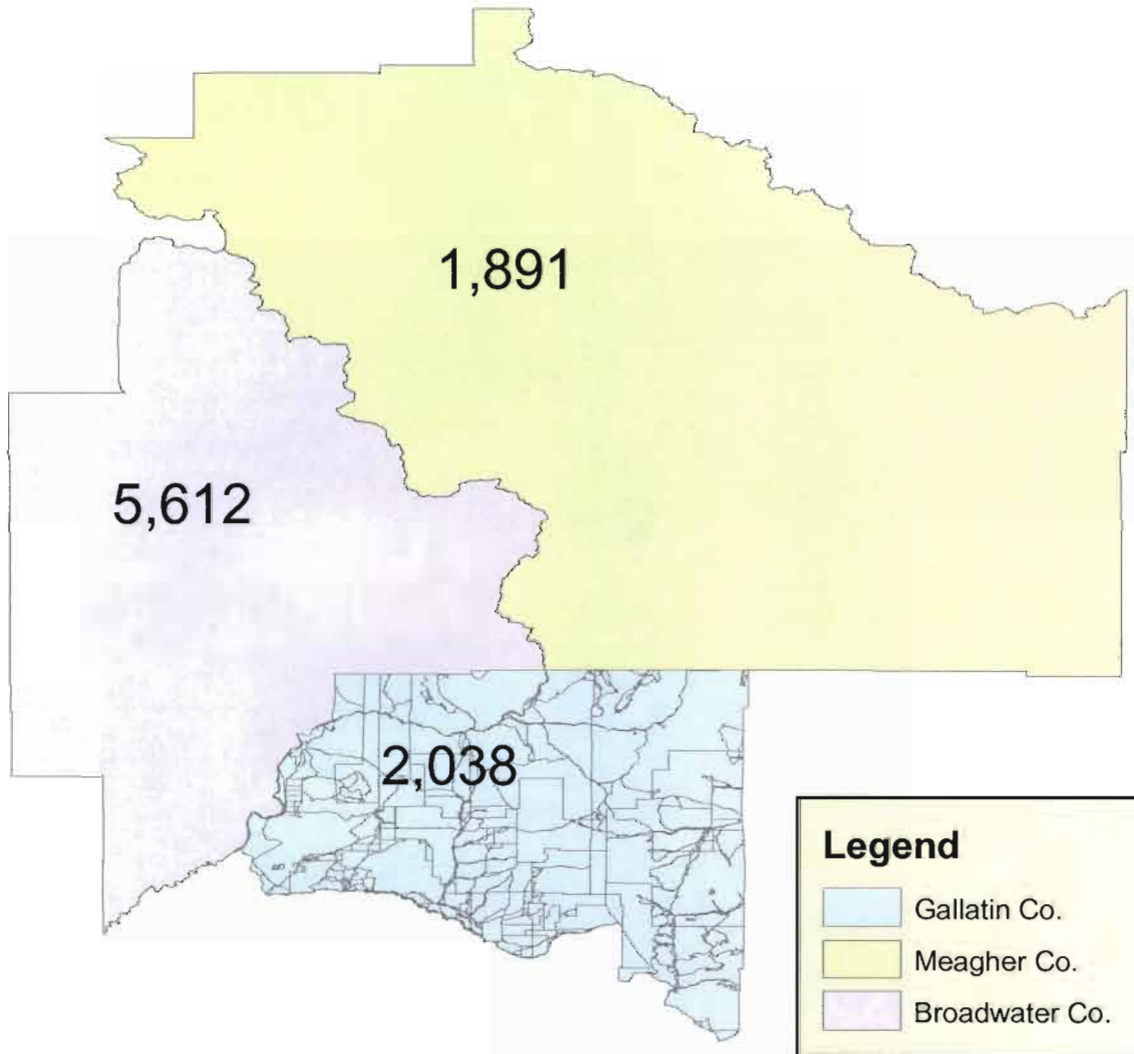 1,891
5,612
2,038
Legend
Gallatin Co.
Meagher Co.
Broadwater Co.